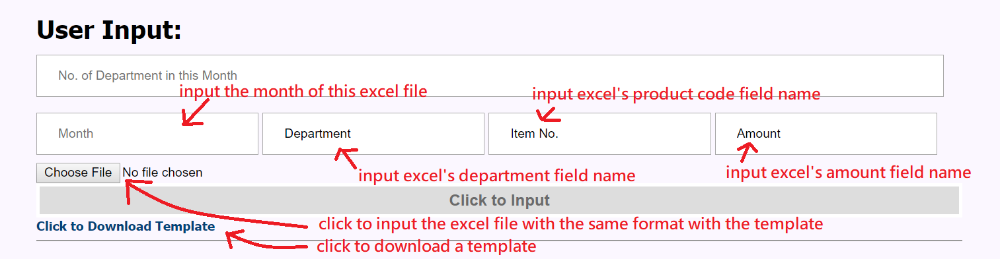 User Input:
No. of Department in this Month
input the month of this excel file
input excel's product code field name
Month
Department
Item No.
Amount
Choose File No file chosen
input excel's department field name
input excel's amount field name
Click to Input
click to input the excel file with the same format with the template
Click to Download Template
click to download a template